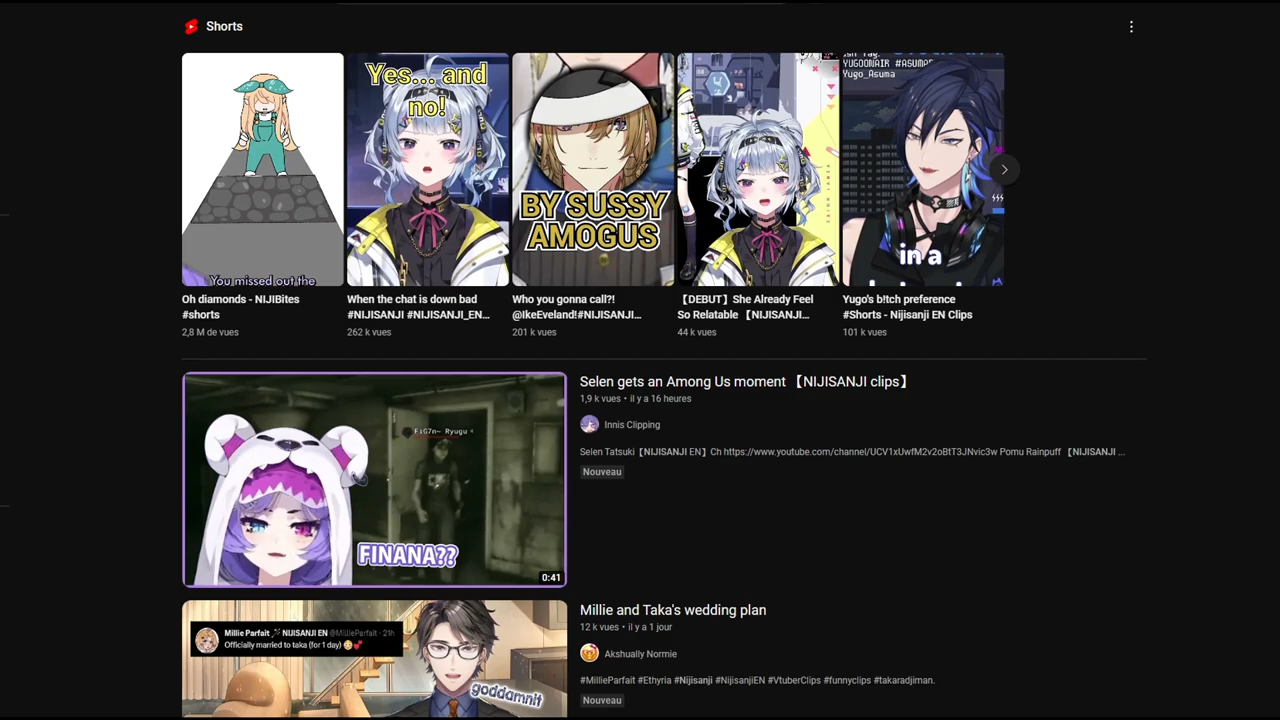 Shorts
You missed out the
Yes... and
no!
BY SUSSY
AMOGUS
YUGOONAIR #ASUMAR
Yugo_Asuma
in a
Oh diamonds - NIJIBites
#shorts
2,8 M de vues
When the chat is down bad
#NIJISANJI #NIJISANJI_EN...
262 k vues
Who you gonna call?!
@IkeEveland!#NIJISANJI...
201 k vues
【DEBUT】She Already Feel
So Relatable 【NIJISANJI...
44 k vues
Yugo's b!tch preference
#Shorts - Nijisanji EN Clips
101 k vues
FiG7n~ Ryugu
FINANA??
0:41
Selen gets an Among Us moment 【NIJISANJI clips】
1,9 k vues • il y a 16 heures
Innis Clipping
Selen Tatsuki【NIJISANJI EN】Ch https://www.youtube.com/channel/UCV1xUwfM2v2oBtT3JNvic3w Pomu Rainpuff 【NIJISANJI ...
Nouveau
Millie Parfait NIJISANJI EN @MillieParfait · 21h
Officially married to taka (for 1 day)
goddamnit
Millie and Taka's wedding plan
12 k vues • il y a 1 jour
Akshually Normie
#MillieParfait #Ethyria #Nijisanji #NijisanjiEN #VtuberClips #funnyclips #takaradjiman.
Nouveau